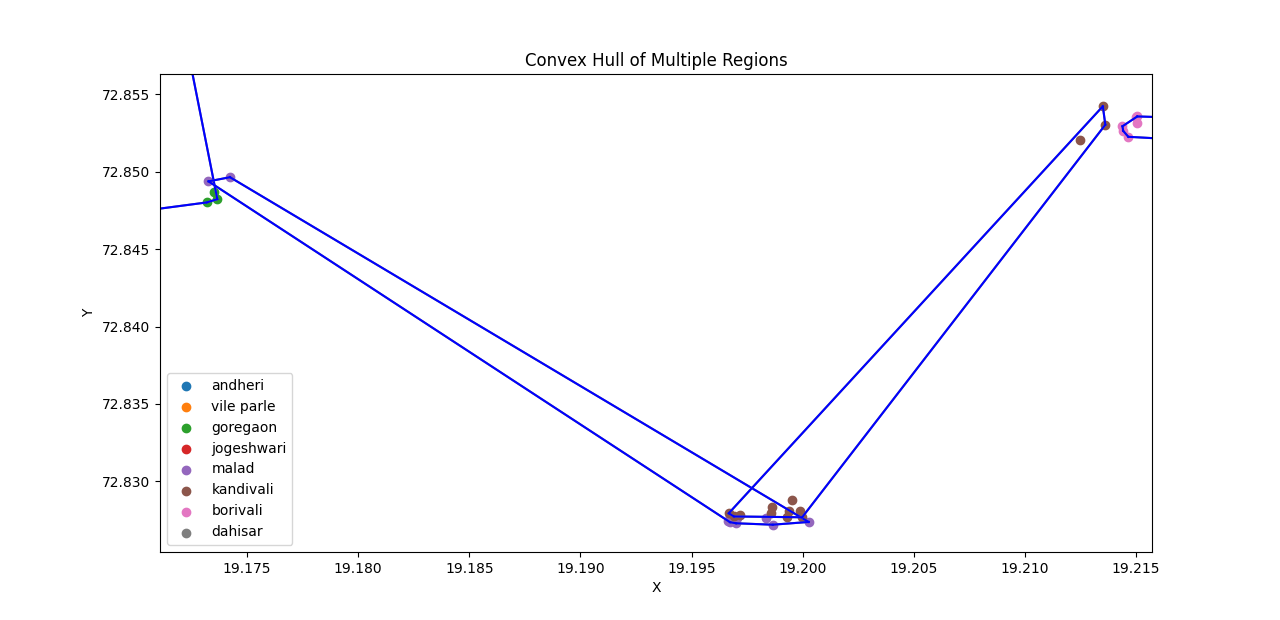 Convex Hull of Multiple Regions
72.855
72.850
72.845
72.840
72.835
72.830
Y
andheri
vile parle
goregaon
jogeshwari
malad
kandivali
borivali
dahisar
19.175 19.180 19.185 19.190 19.195 19.200 19.205 19.210 19.215
X